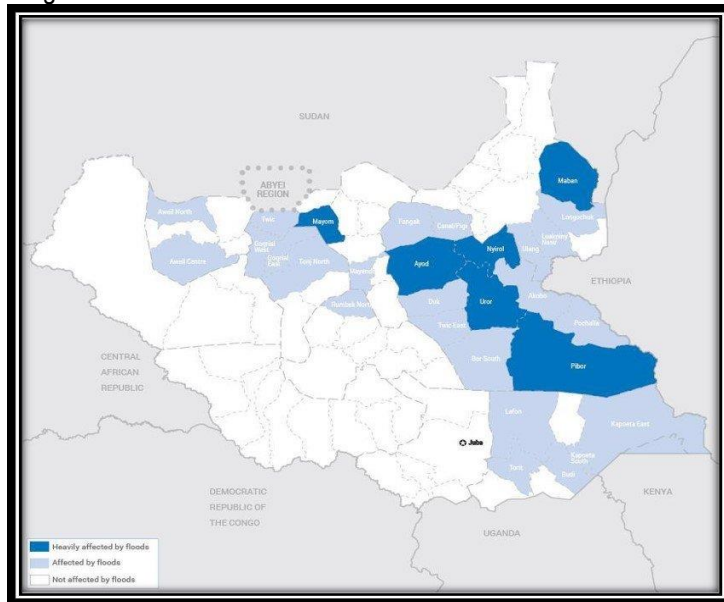 SUDAN
ABYEI
REGION
Maban
Aweil North
Twic
Mayom
Fangak
Canal/Pigi
Longochuk
Luakpiny
Nasir
Gogrial
West
Gogrial
East
Tonj North
Nyirol
Ulang
Aweil Centre
Ayod
Mayendit
ETHIOPIA
Akobo
Rumbek North
Duk
Uror
Pochalla
Twic East
CENTRAL
AFRICAN
REPUBLIC
Bor South
Pibor
Lafon
Kapoeta East
Juba
Kapoeta
South
Torit
Budi
DEMOCRATIC
REPUBLIC OF
THE CONGO
KENYA
UGANDA
Heavily affected by floods
Affected by floods
Not affected by floods